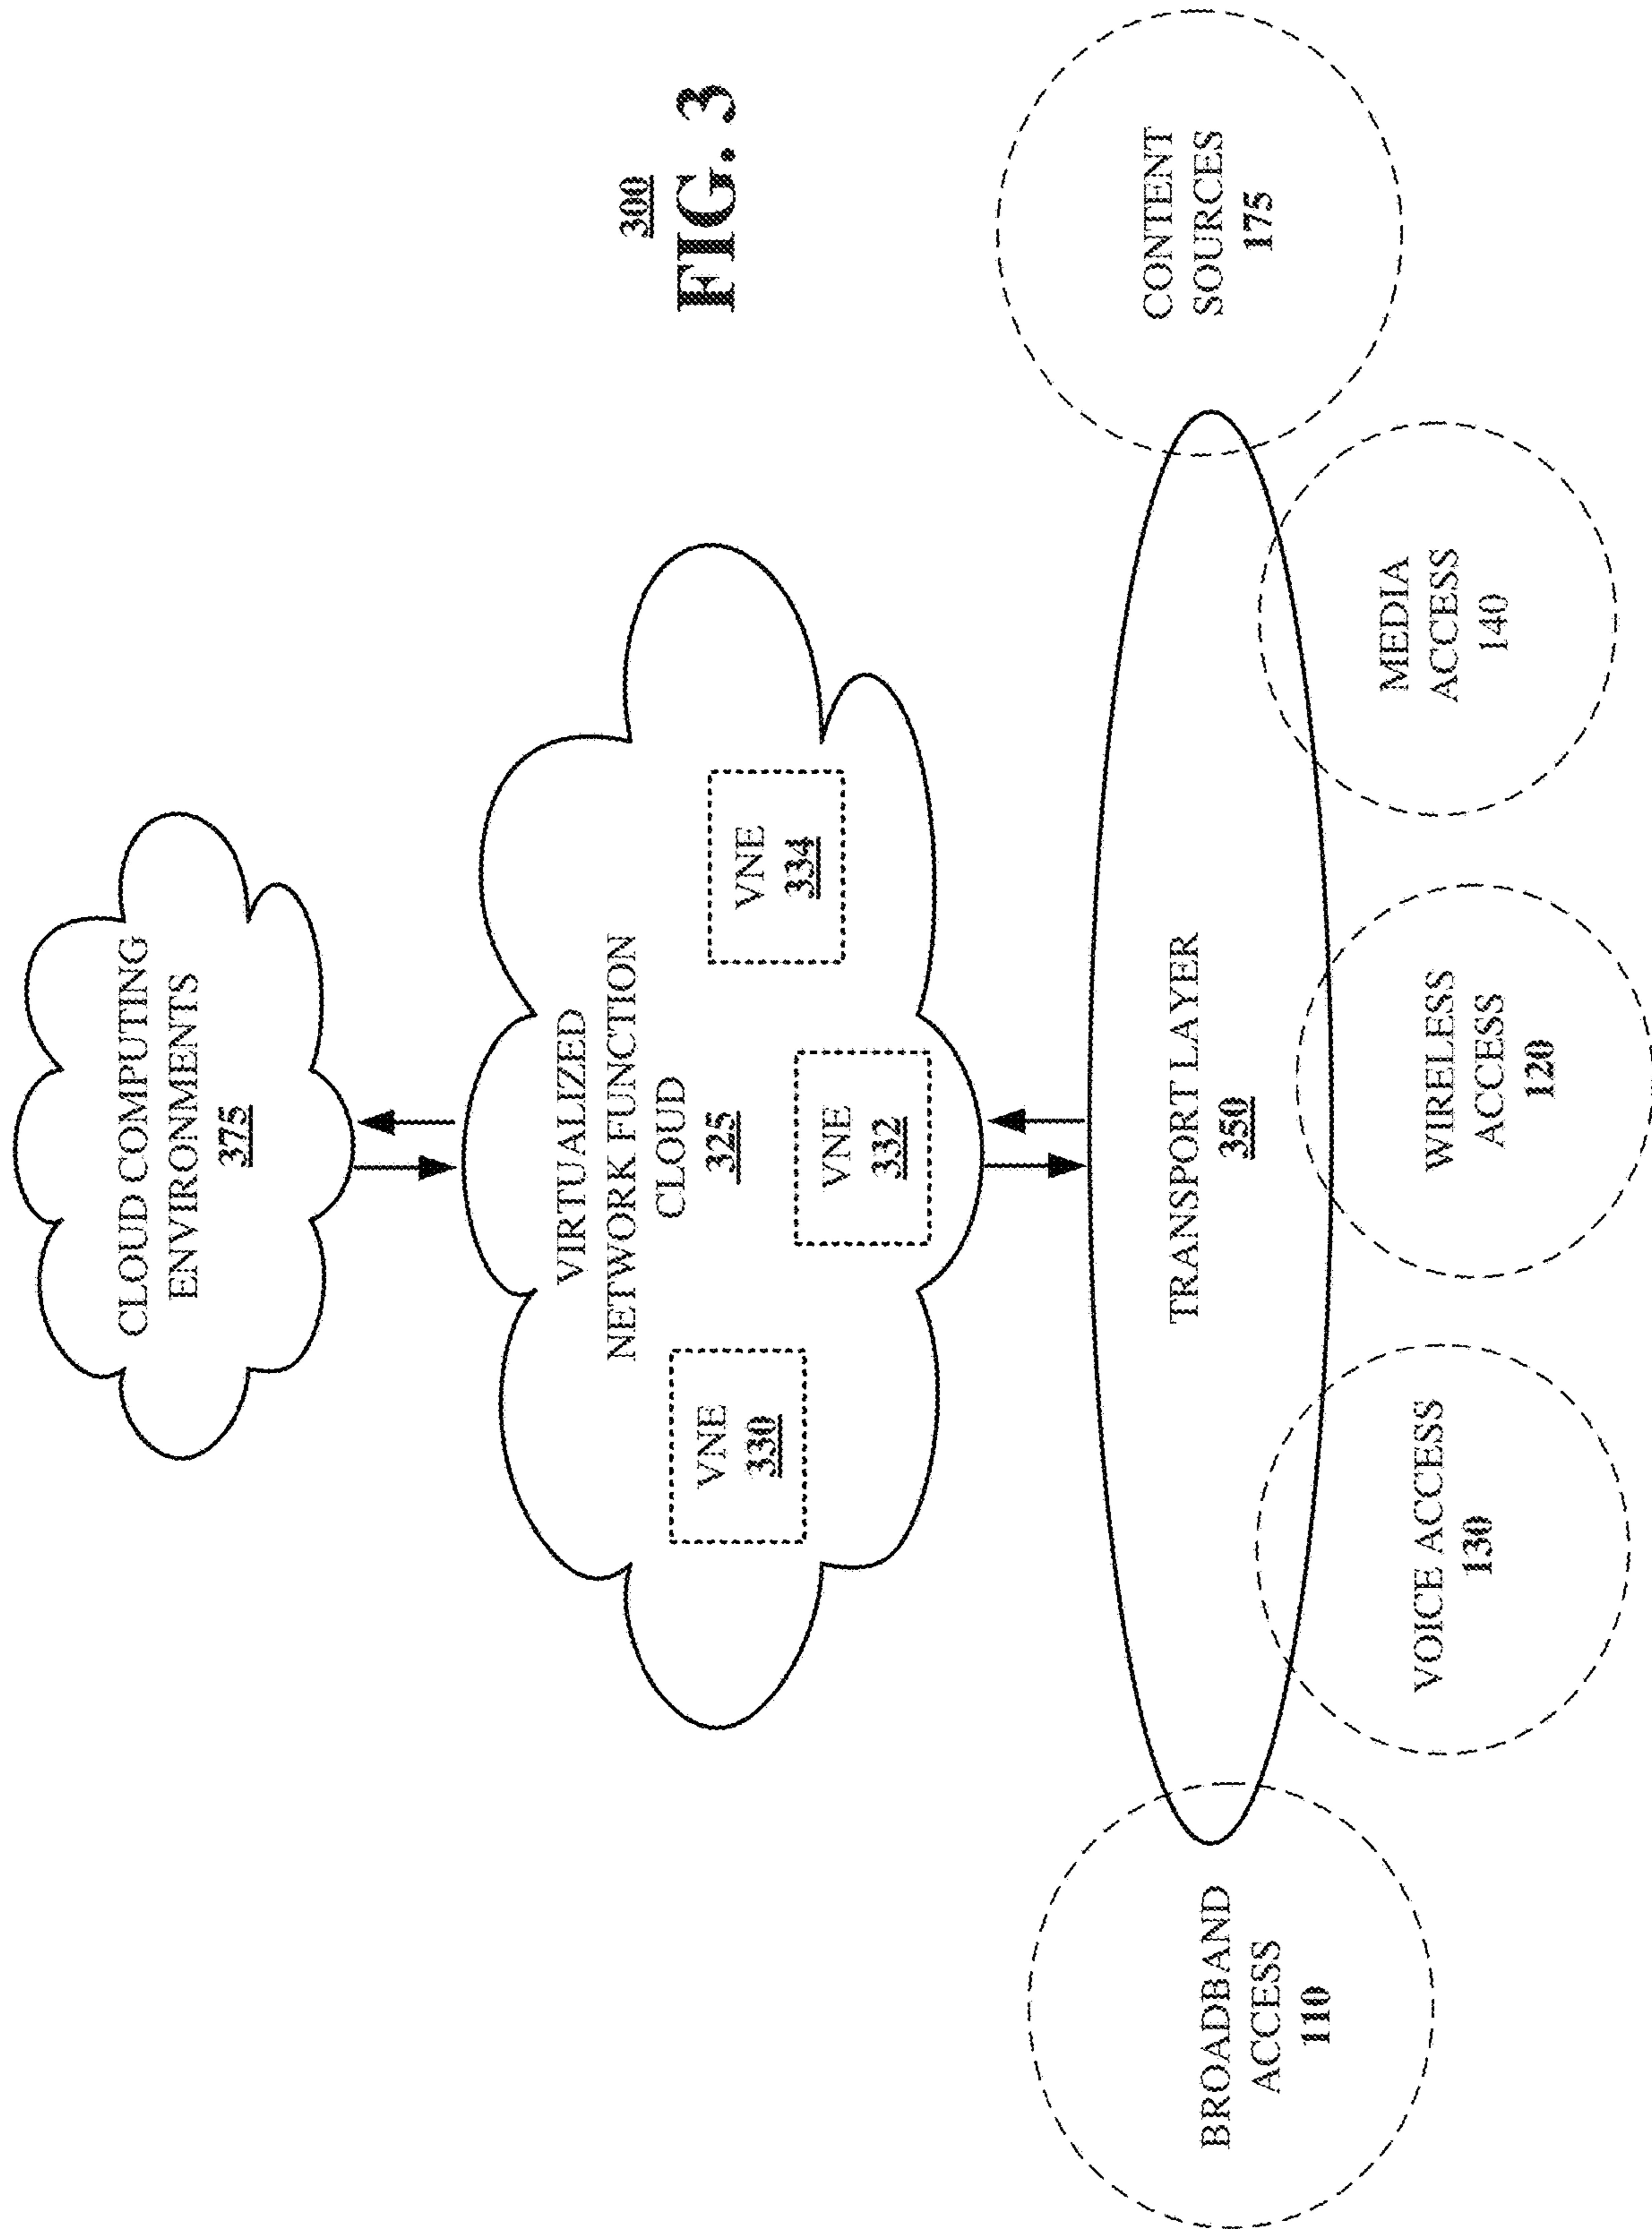 CLOUD COMPUTING
ENVIRONMENTS
375
VIRTUALIZED
NETWORK FUNCTION
CLOUD
325
VNE
330
VNE
332
VNE
334
300
FIG. 3
TRANSPORT LAYER
350
BROADBAND
ACCESS
110
VOICE ACCESS
130
WIRELESS
ACCESS
120
MEDIA
ACCESS
140
CONTENT
SOURCES
175